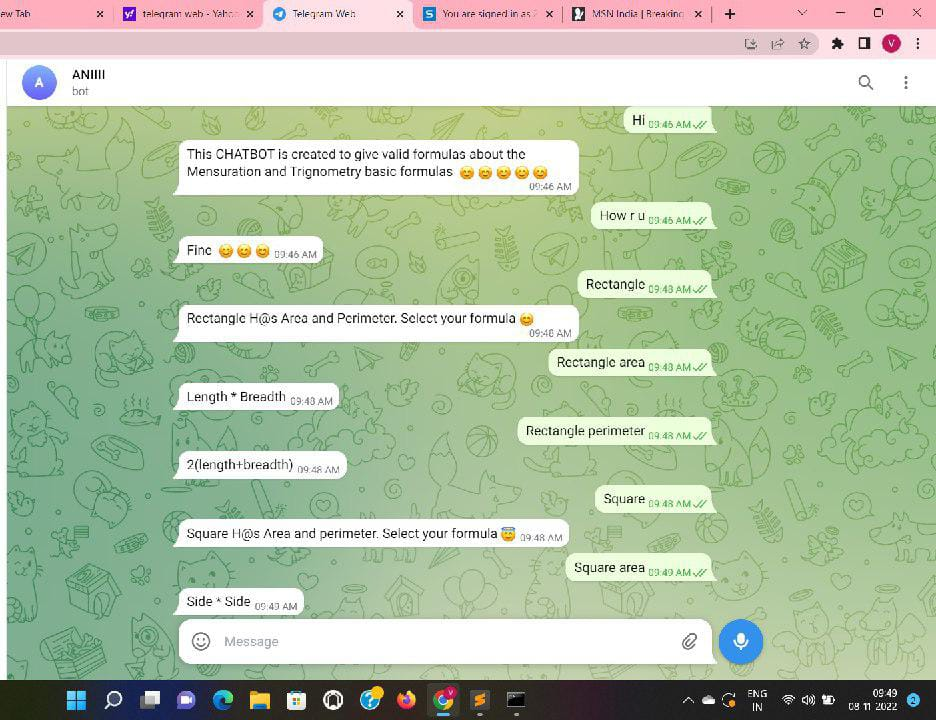 ew Tab
telegram web - Yahoo
Telegram Web
You are signed in as
MSN India | Breaking
V
A
ANIIII
bot
Hi 09:46 AM
This CHATBOT is created to give valid formulas about the
Mensuration and Trignometry basic formulas 😊😊😊😊😊
09:46 AM
How r u 09:46 AM
Fine 😊😊😊 09:46 AM
Rectangle 09:48 AM
Rectangle H@s Area and Perimeter. Select your formula 😊
09:48 AM
Rectangle area 09:48 AM
Length * Breadth 09:48 AM
Rectangle perimeter 09:48 AM
2(length+breadth) 09:48 AM
Square 09:48 AM
Square H@s Area and perimeter. Select your formula 😇 09:48 AM
Square area 09:49 AM
Side * Side 09:49 AM
Message
ENG
IN
09:49
08-11-2022
2